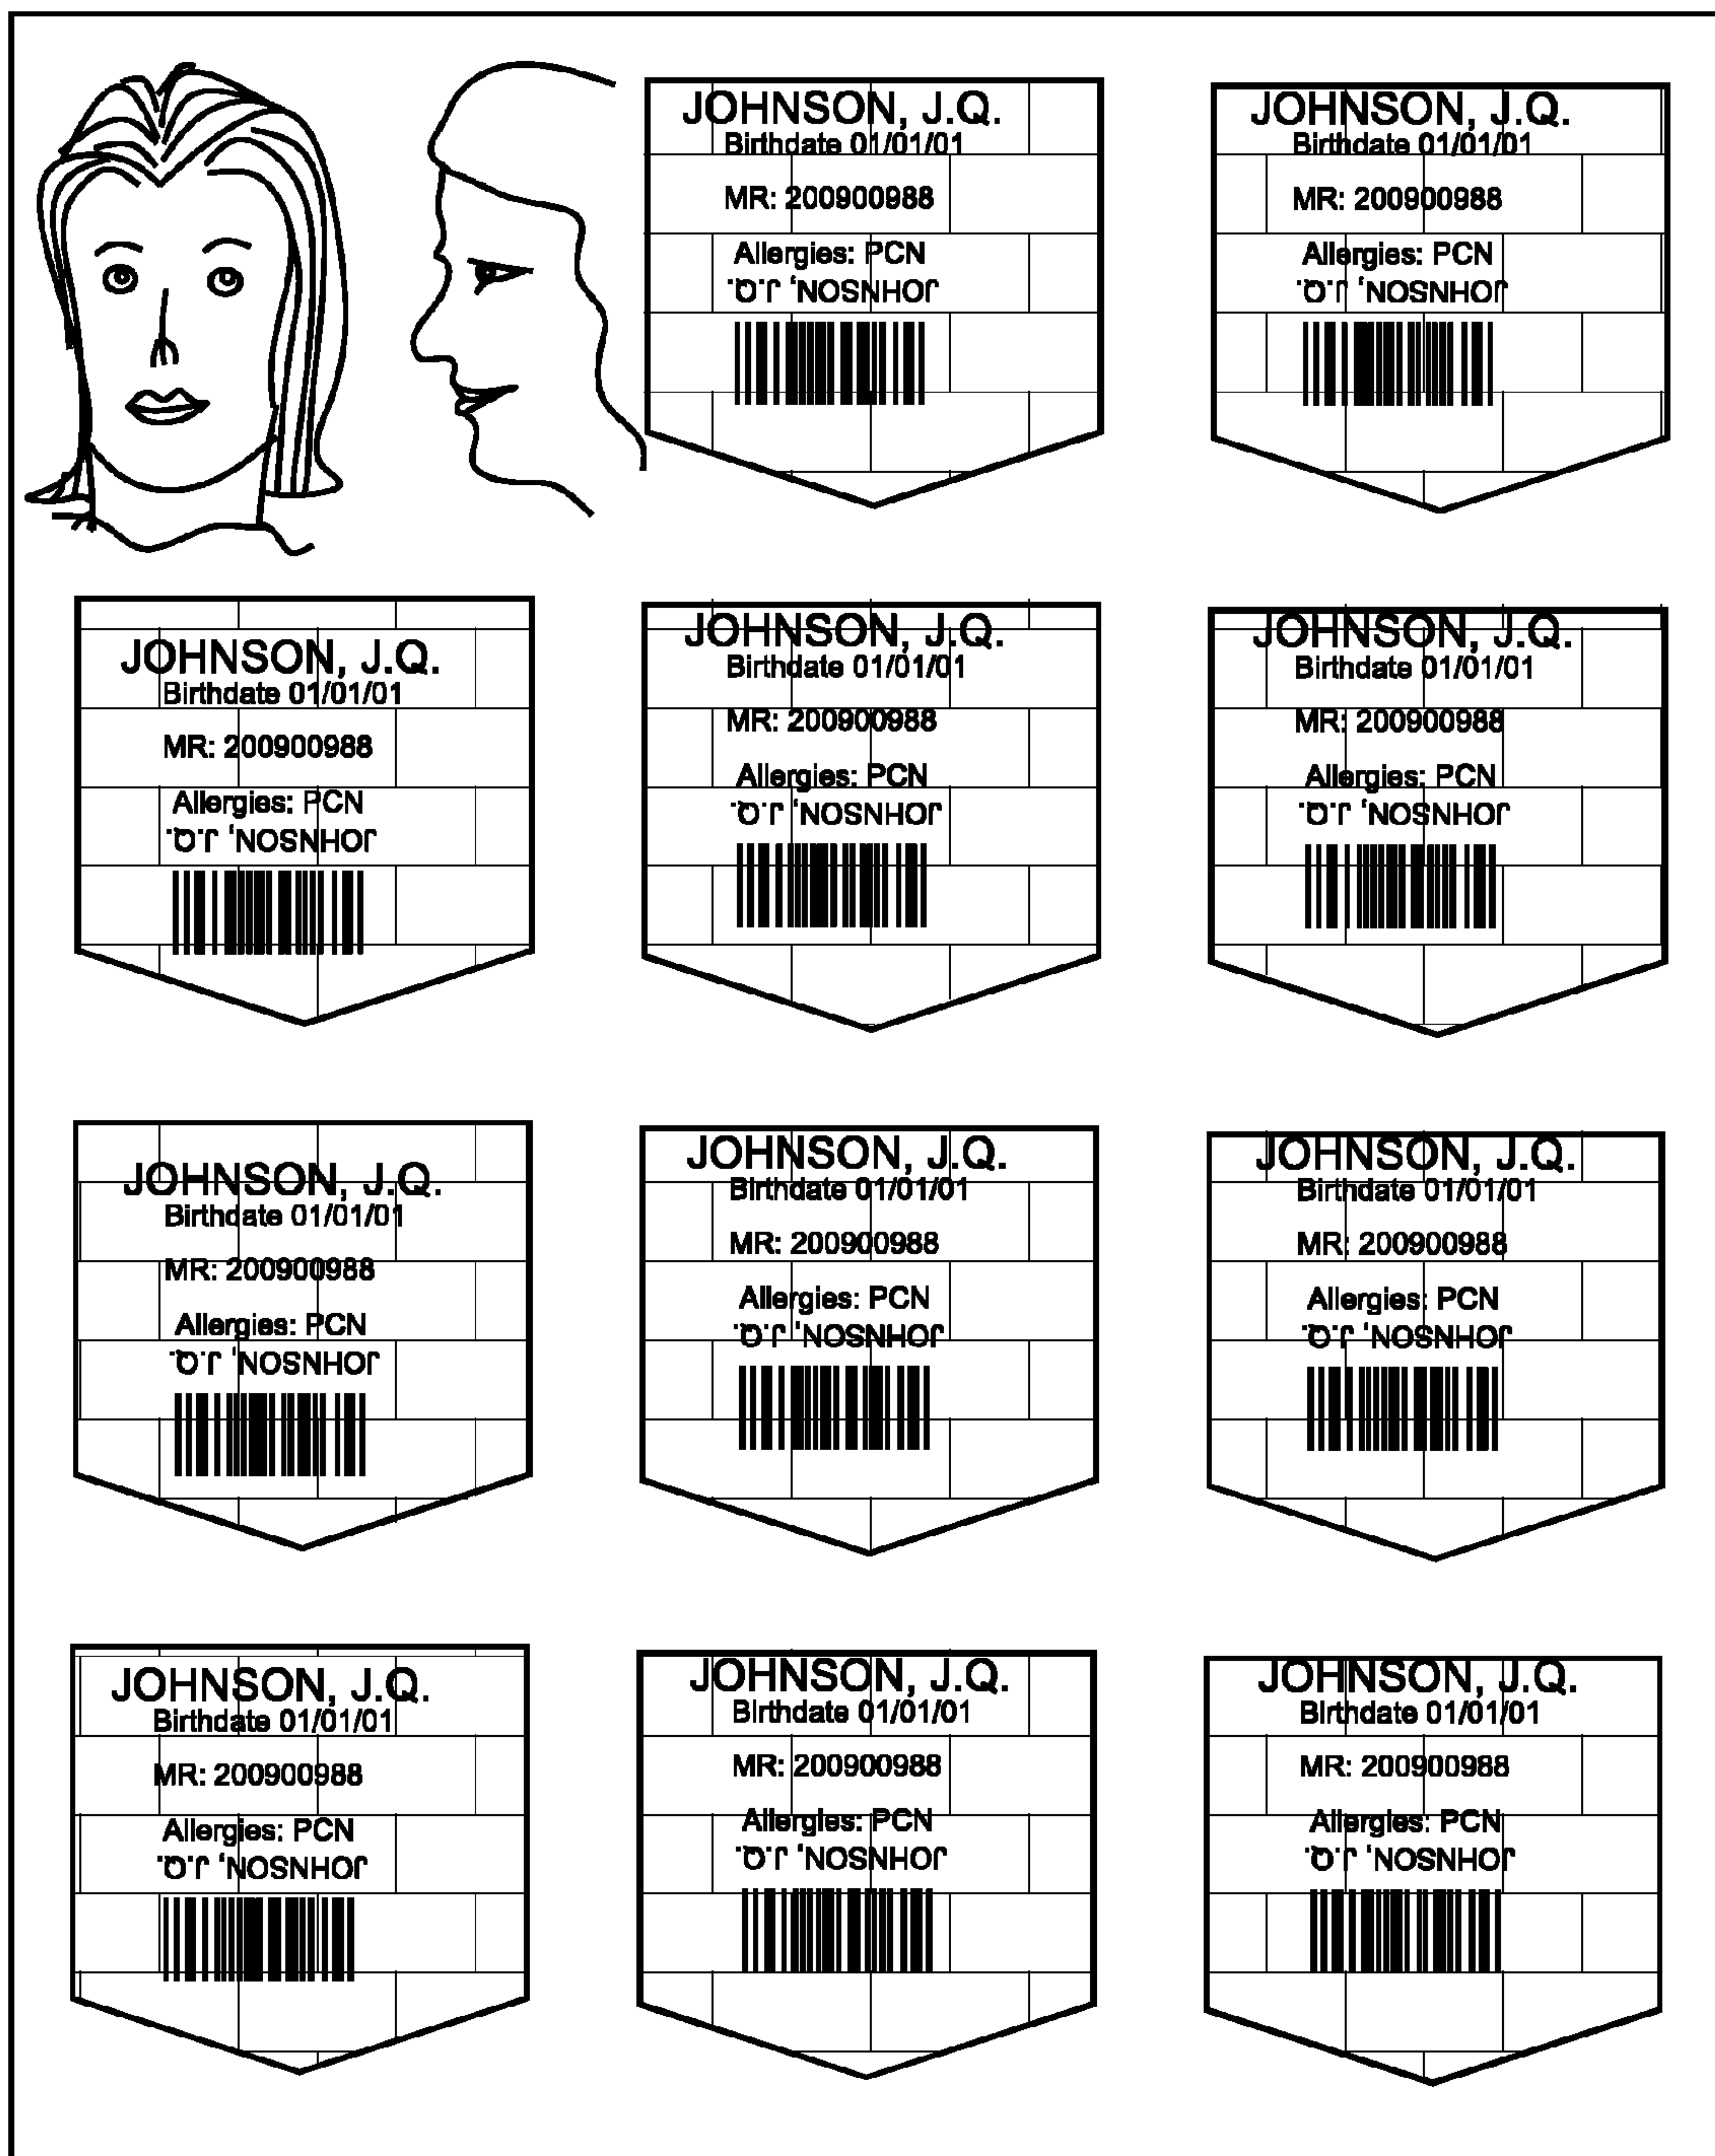 JOHNSON, J.Q.
Birthdate 01/01/01
MR: 200900988
Allergies: PCN
JOHNSON, J.Q.
JOHNSON, J.Q.
Birthdate 01/01/01
MR: 200900988
Allergies: PCN
JOHNSON, J.Q.
JOHNSON, J.Q.
Birthdate 01/01/01
MR: 200900988
Allergies: PCN
JOHNSON, J.Q.
JOHNSON, J.Q.
Birthdate 01/01/01
MR: 200900988
Allergies: PCN
JOHNSON, J.Q.
JOHNSON, J.Q.
Birthdate 01/01/01
MR: 200900988
Allergies: PCN
JOHNSON, J.Q.
JOHNSON, J.Q.
Birthdate 01/01/01
MR: 200900988
Allergies: PCN
JOHNSON, J.Q.
JOHNSON, J.Q.
Birthdate 01/01/01
MR: 200900988
Allergies: PCN
JOHNSON, J.Q.
JOHNSON, J.Q.
Birthdate 01/01/01
MR: 200900988
Allergies: PCN
JOHNSON, J.Q.
JOHNSON, J.Q.
Birthdate 01/01/01
MR: 200900988
Allergies: PCN
JOHNSON, J.Q.
JOHNSON, J.Q.
Birthdate 01/01/01
MR: 200900988
Allergies: PCN
JOHNSON, J.Q.
JOHNSON, J.Q.
Birthdate 01/01/01
MR: 200900988
Allergies: PCN
JOHNSON, J.Q.